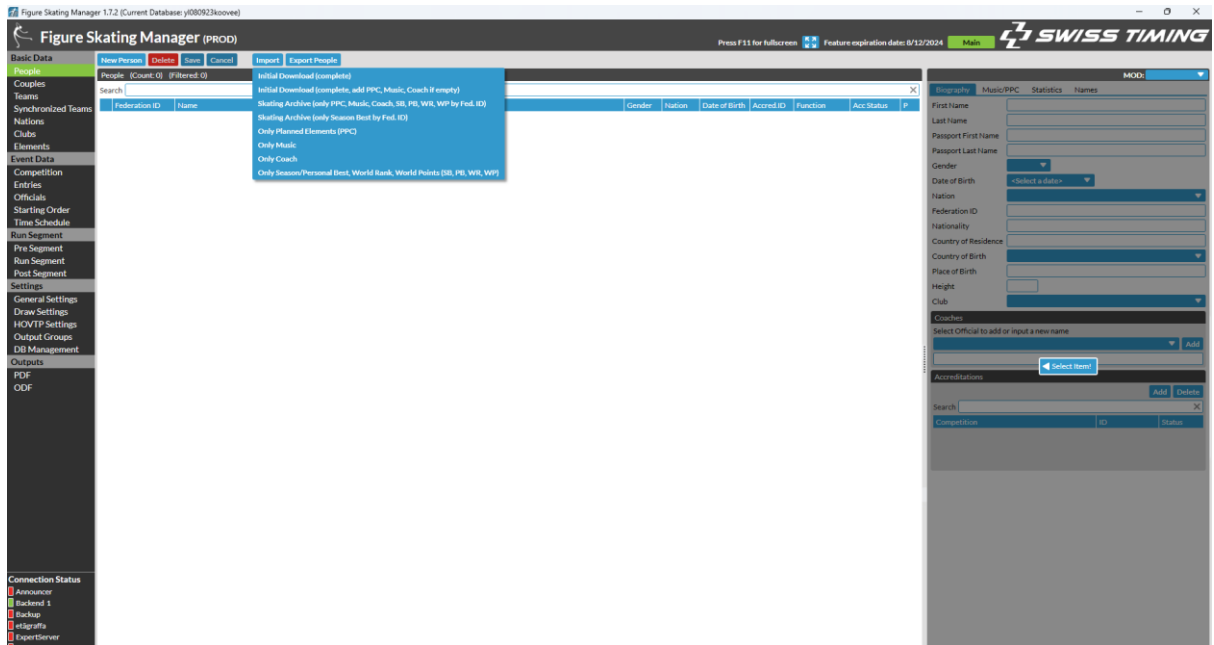 Figure Skating Manager 1.7.2 (Current Database: yl080923koovee)
Figure Skating Manager (PROD)
Press F11 for fullscreen
Feature expiration date: 8/12/2024
Main
SWISS TIMING
Basic Data
People
Couples
Teams
Synchronized Teams
Nations
Clubs
Elements
Event Data
Competition
Entries
Officials
Starting Order
Time Schedule
Run Segment
Pre Segment
Run Segment
Post Segment
Settings
General Settings
Draw Settings
HOVTP Settings
Output Groups
DB Management
Outputs
PDF
ODF
Connection Status
Announcer
Backend 1
Backup
etägraffa
ExpertServer
New Person Delete Save Cancel Import Export People
People (Count: 0) (Filtered: 0)
Search
Federation ID Name Gender Nation Date of Birth Accred.ID Function Acc Status P
Initial Download (complete)
Initial Download (complete, add PPC, Music, Coach if empty)
Skating Archive (only PPC, Music, Coach, SB, PB, WR, WP by Fed. ID)
Skating Archive (only Season Best by Fed. ID)
Only Planned Elements (PPC)
Only Music
Only Coach
Only Season/Personal Best, World Rank, World Points (SB, PB, WR, WP)
MOD:
Biography Music/PPC Statistics Names
First Name
Last Name
Passport First Name
Passport Last Name
Gender
Date of Birth <Select a date>
Nation
Federation ID
Nationality
Country of Residence
Country of Birth
Place of Birth
Height
Club
Coaches
Select Official to add or input a new name
Add
Select Item!
Accreditations
Add Delete
Search
Competition ID Status